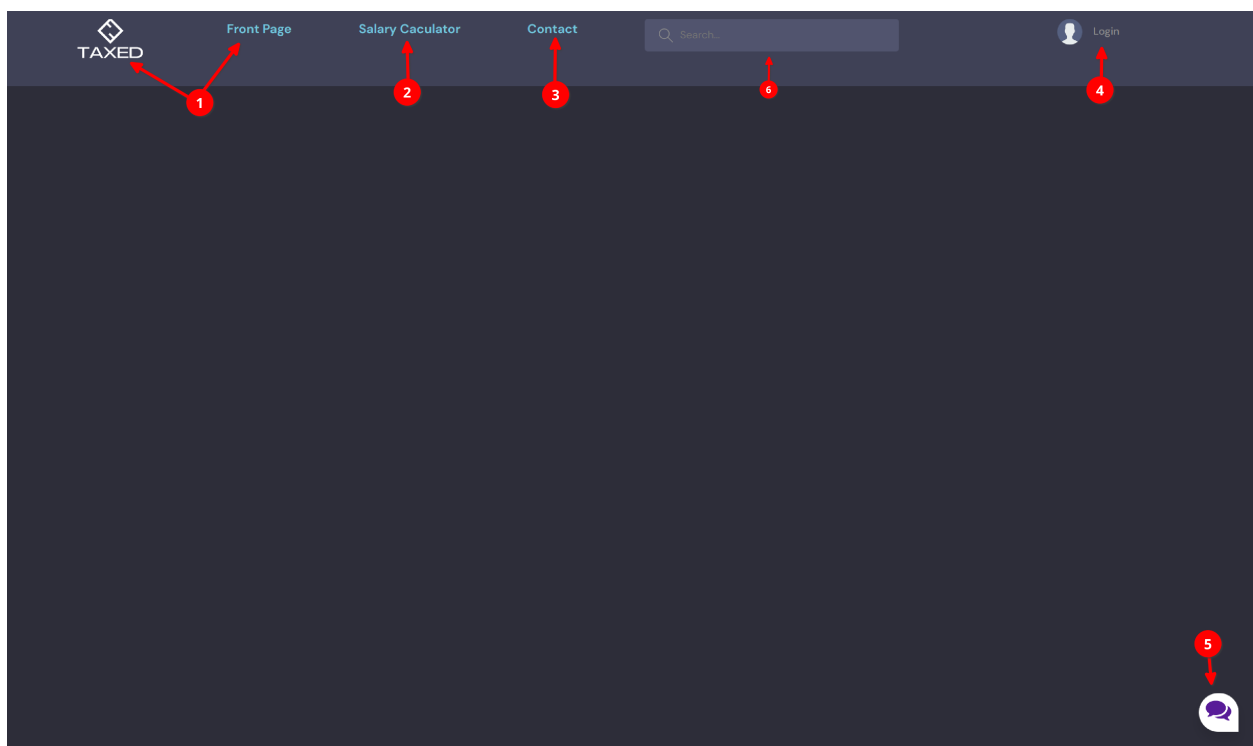 TAXED
Front Page
Salary Caculator
Contact
Search...
Login
1
2
3
6
4
5